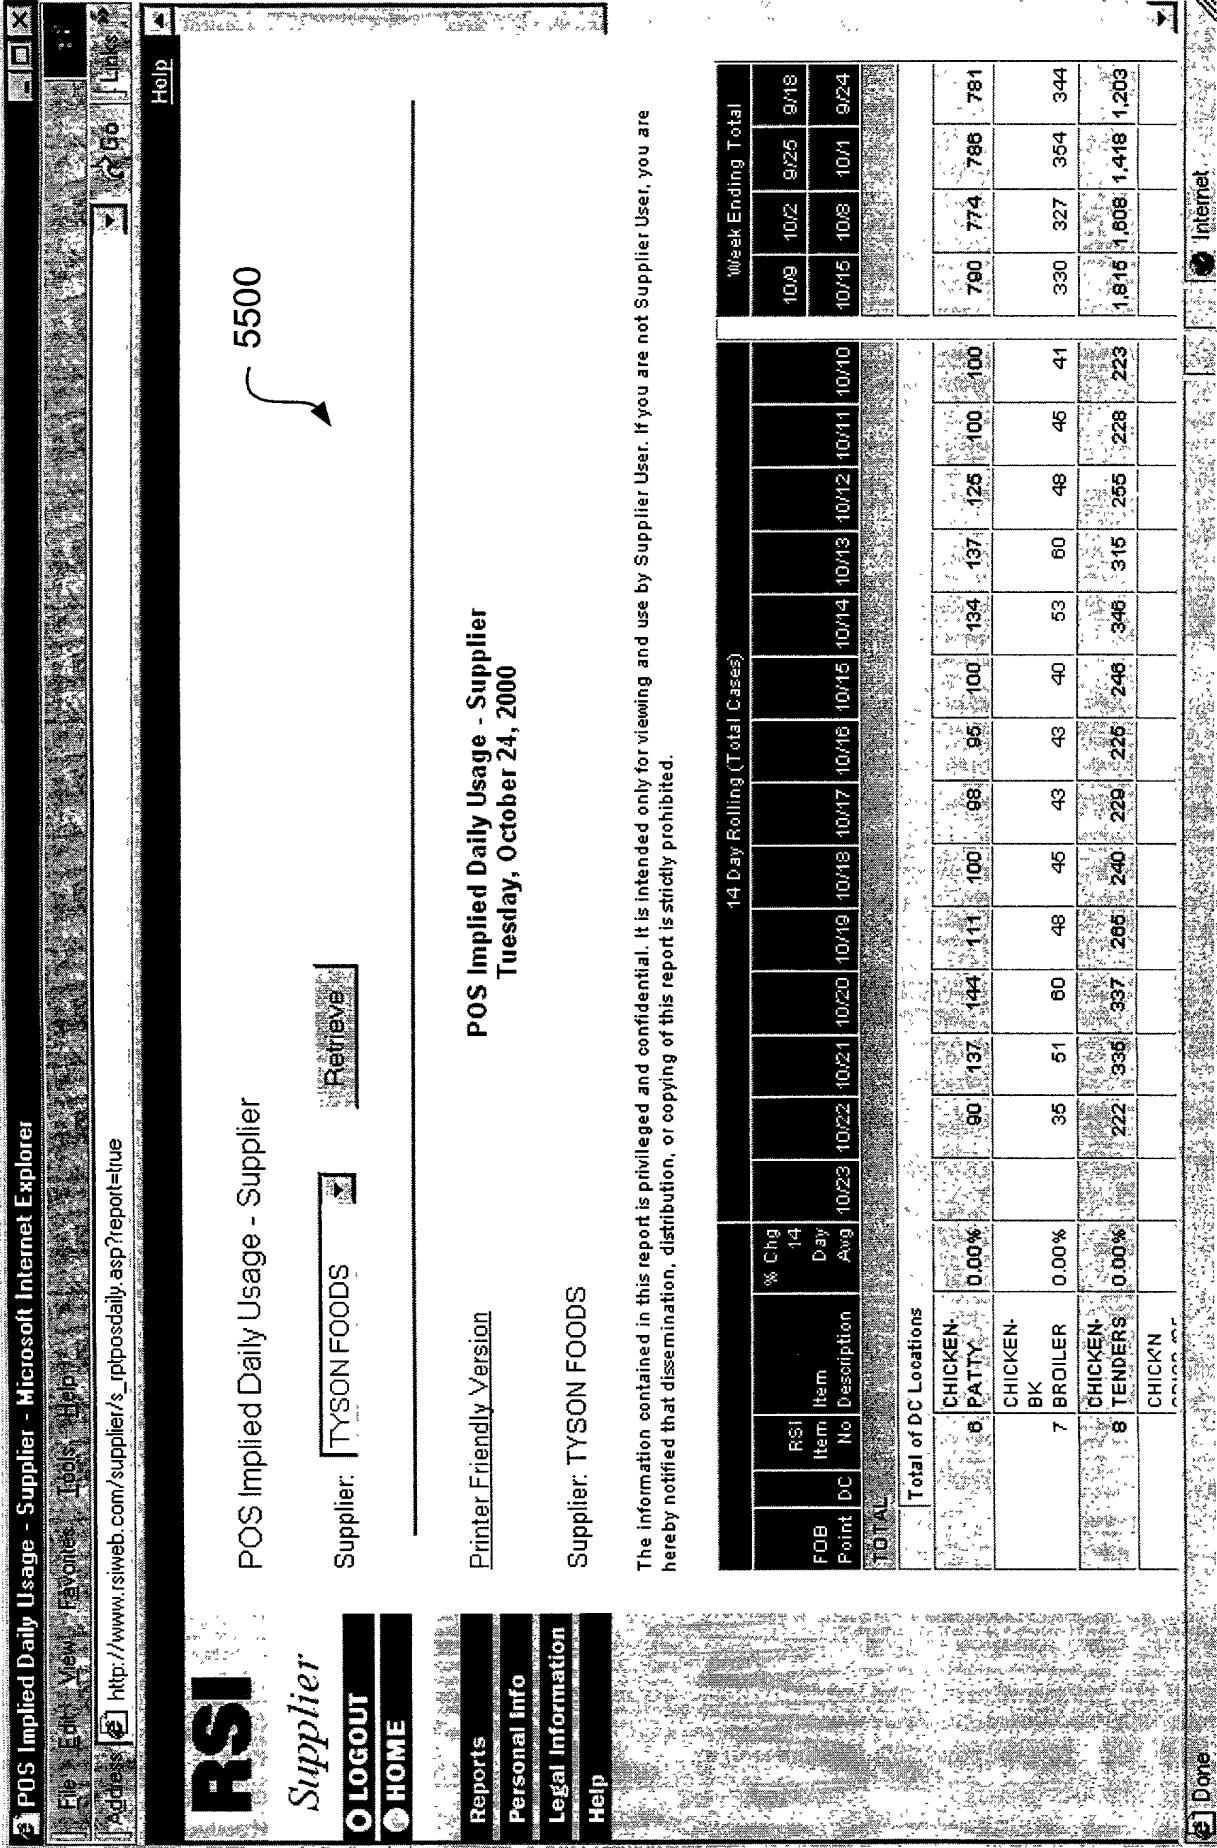 POS Implied Daily Usage - Supplier - Microsoft Internet Explorer
File Edit View Favorites Tools Help
Address http://www.rsiweb.com/supplier/s_rptposdaily.asp?report=true Go Links »
Help
RSI
Supplier
LOGOUT
HOME
Reports
Personal Info
Legal Information
Help
POS Implied Daily Usage - Supplier
5500
Supplier: TYSON FOODS Retrieve
Printer Friendly Version
POS Implied Daily Usage - Supplier
Tuesday, October 24, 2000
Supplier: TYSON FOODS
The information contained in this report is privileged and confidential. It is intended only for viewing and use by Supplier User. If you are not Supplier User, you are
hereby notified that dissemination, distribution, or copying of this report is strictly prohibited.
14 Day Rolling (Total Cases) Week Ending Total
% Chg 10/9 10/2 9/25 9/18
RSI 14
FOB Item Item Day
Point DC No Description Avg 10/23 10/22 10/21 10/20 10/19 10/18 10/17 10/16 10/15 10/14 10/13 10/12 10/11 10/10 10/15 10/8 10/1 9/24
TOTAL
Total of DC Locations
CHICKEN-
6 PATTY 0.00% 90 137 144 111 100 98 95 100 134 137 125 100 100 790 774 786 781
CHICKEN-
BK
7 BROILER 0.00% 35 51 60 48 45 43 43 40 53 60 48 45 41 330 327 354 344
CHICKEN-
8 TENDERS 0.00% 222 335 337 265 240 229 225 246 346 315 255 228 223 1,815 1,608 1,418 1,203
CHICK'N
Done Internet